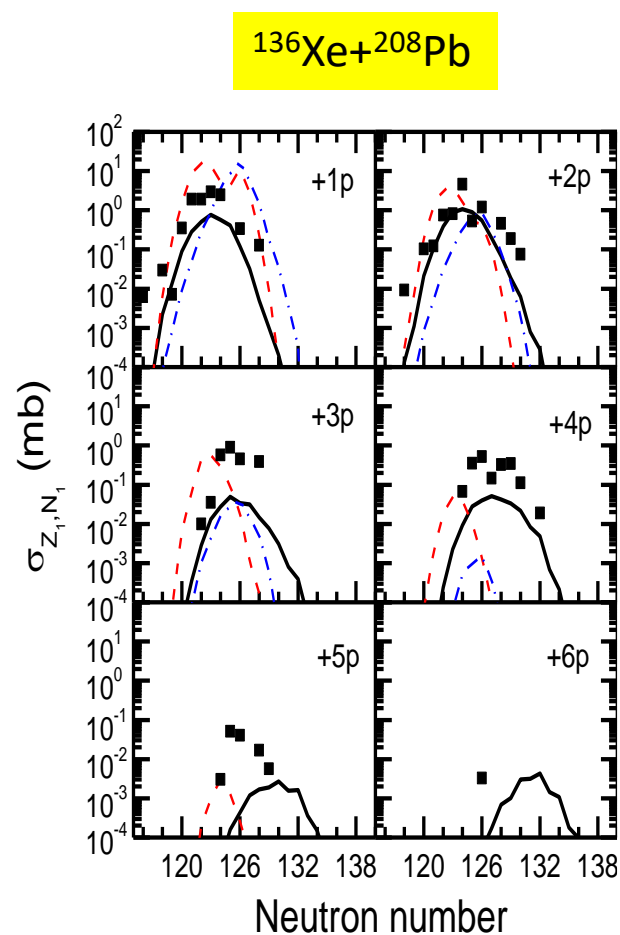 ¹³⁶Xe+²⁰⁸Pb
σ_{Z₁,N₁} (mb)
10² 10¹ 10⁰ 10⁻¹ 10⁻² 10⁻³ 10⁻⁴
+1p +2p
10¹ 10⁰ 10⁻¹ 10⁻² 10⁻³ 10⁻⁴
+3p +4p
10¹ 10⁰ 10⁻¹ 10⁻² 10⁻³ 10⁻⁴
+5p +6p
120 126 132 138 120 126 132 138
Neutron number